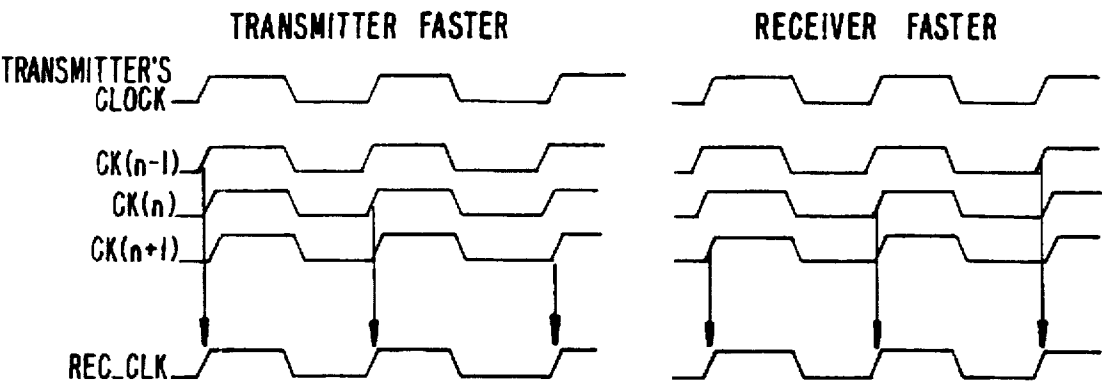 TRANSMITTER FASTER
RECEIVER FASTER
TRANSMITTER'S
CLOCK
CK(n-1)
CK(n)
CK(n+1)
REC_CLK